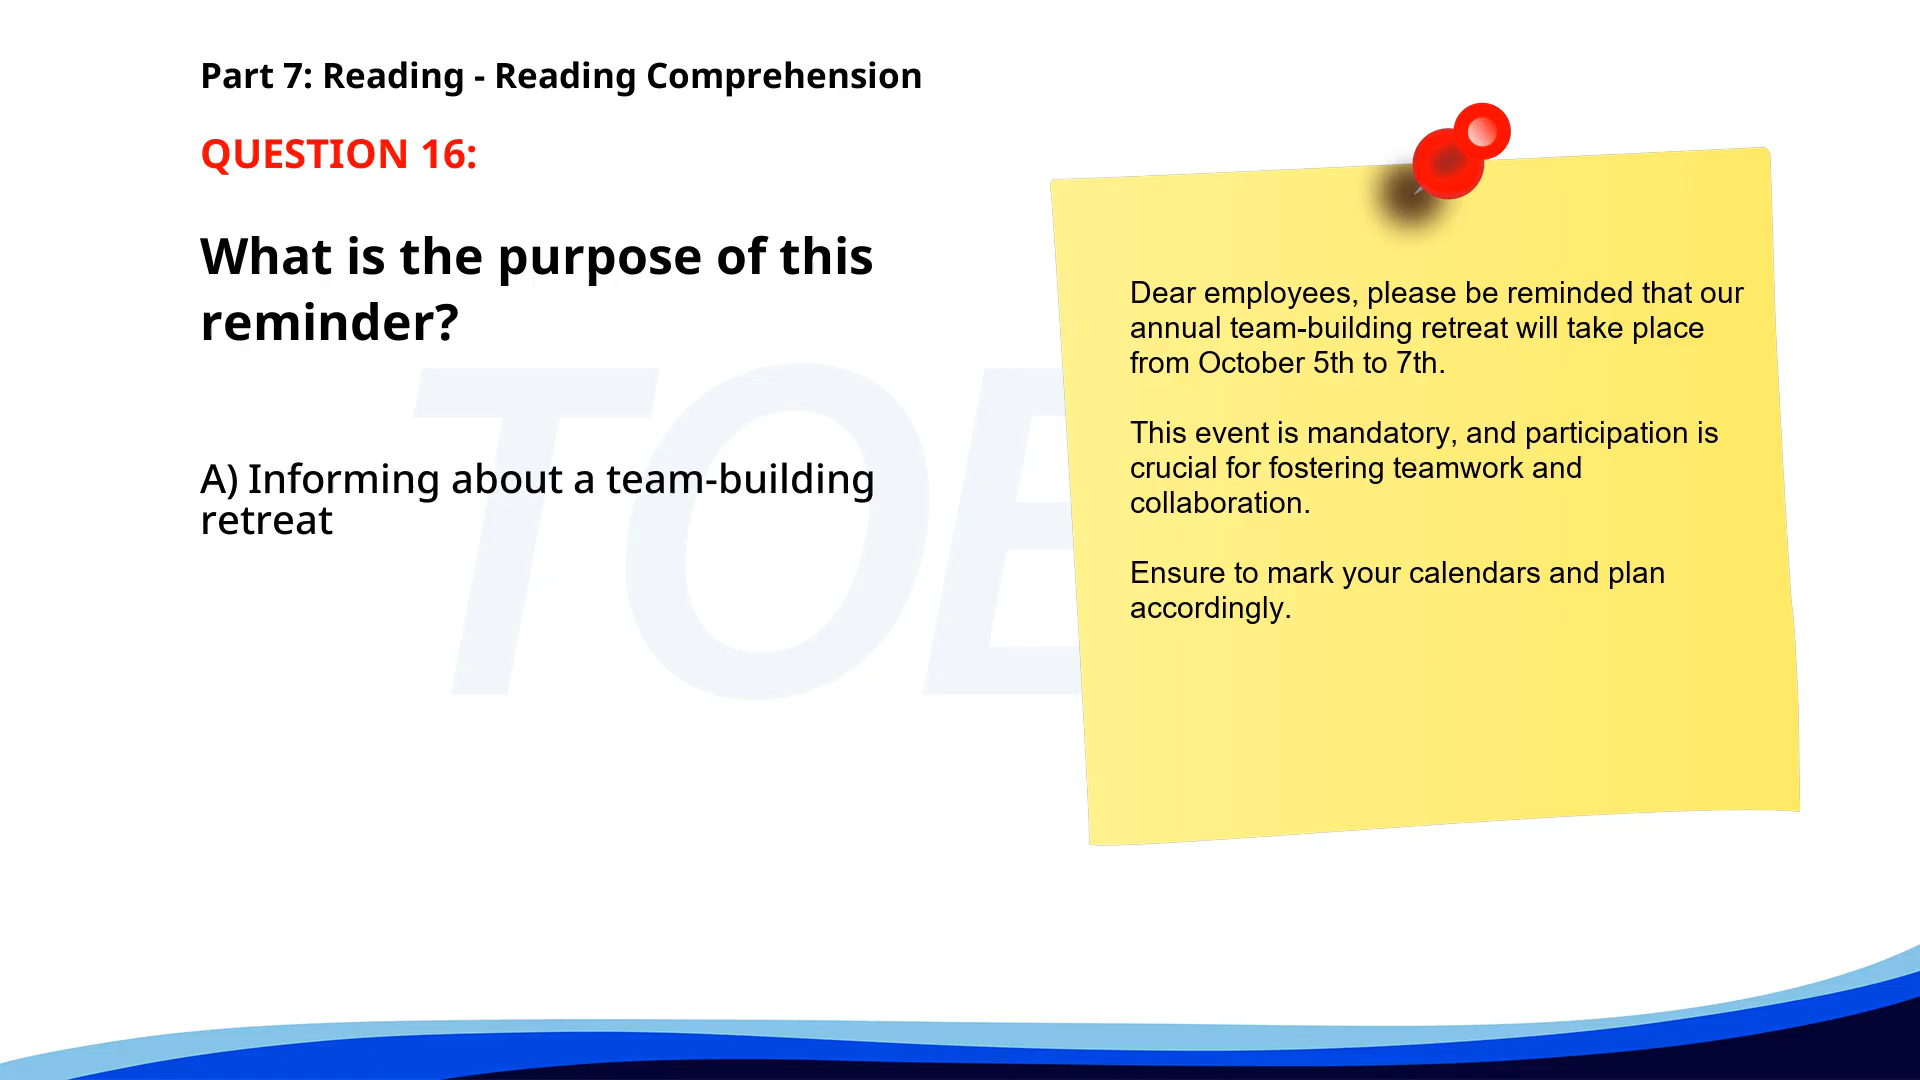 Part 7: Reading - Reading Comprehension
QUESTION 16:
What is the purpose of this
reminder?
A) Informing about a team-building
retreat
Dear employees, please be reminded that our
annual team-building retreat will take place
from October 5th to 7th.
This event is mandatory, and participation is
crucial for fostering teamwork and
collaboration.
Ensure to mark your calendars and plan
accordingly.